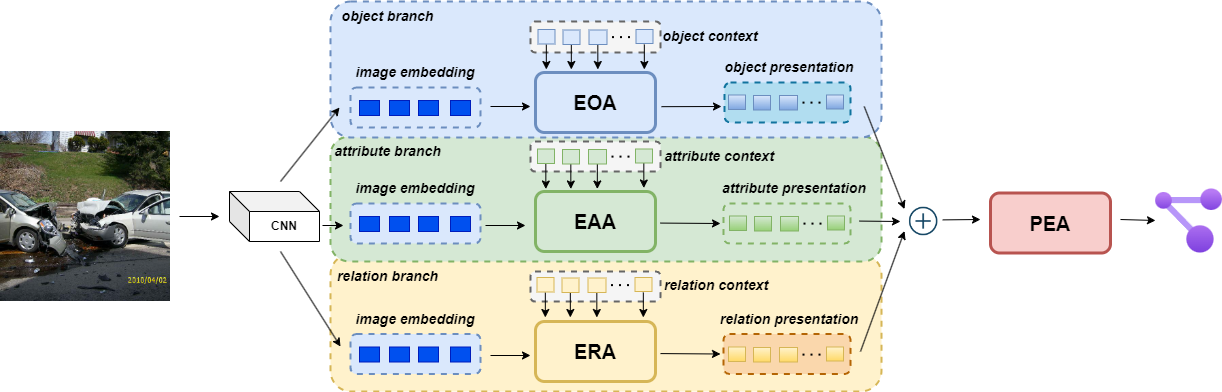 object branch
object context
image embedding
EOA
object presentation
attribute branch
attribute context
image embedding
EAA
attribute presentation
relation branch
relation context
image embedding
ERA
relation presentation
CNN
PEA
2010/04/02